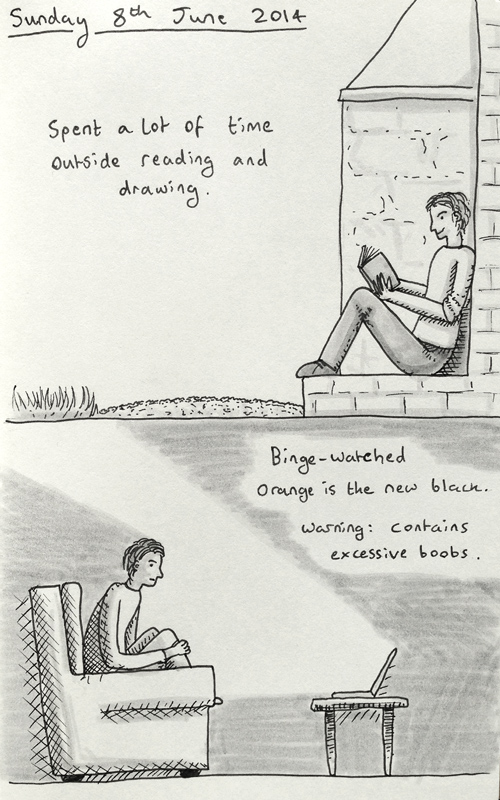 Sunday 8th June 2014
Spent a lot of time
outside reading and
drawing.
Binge-watched
Orange is the new black.
Warning: contains
excessive boobs.